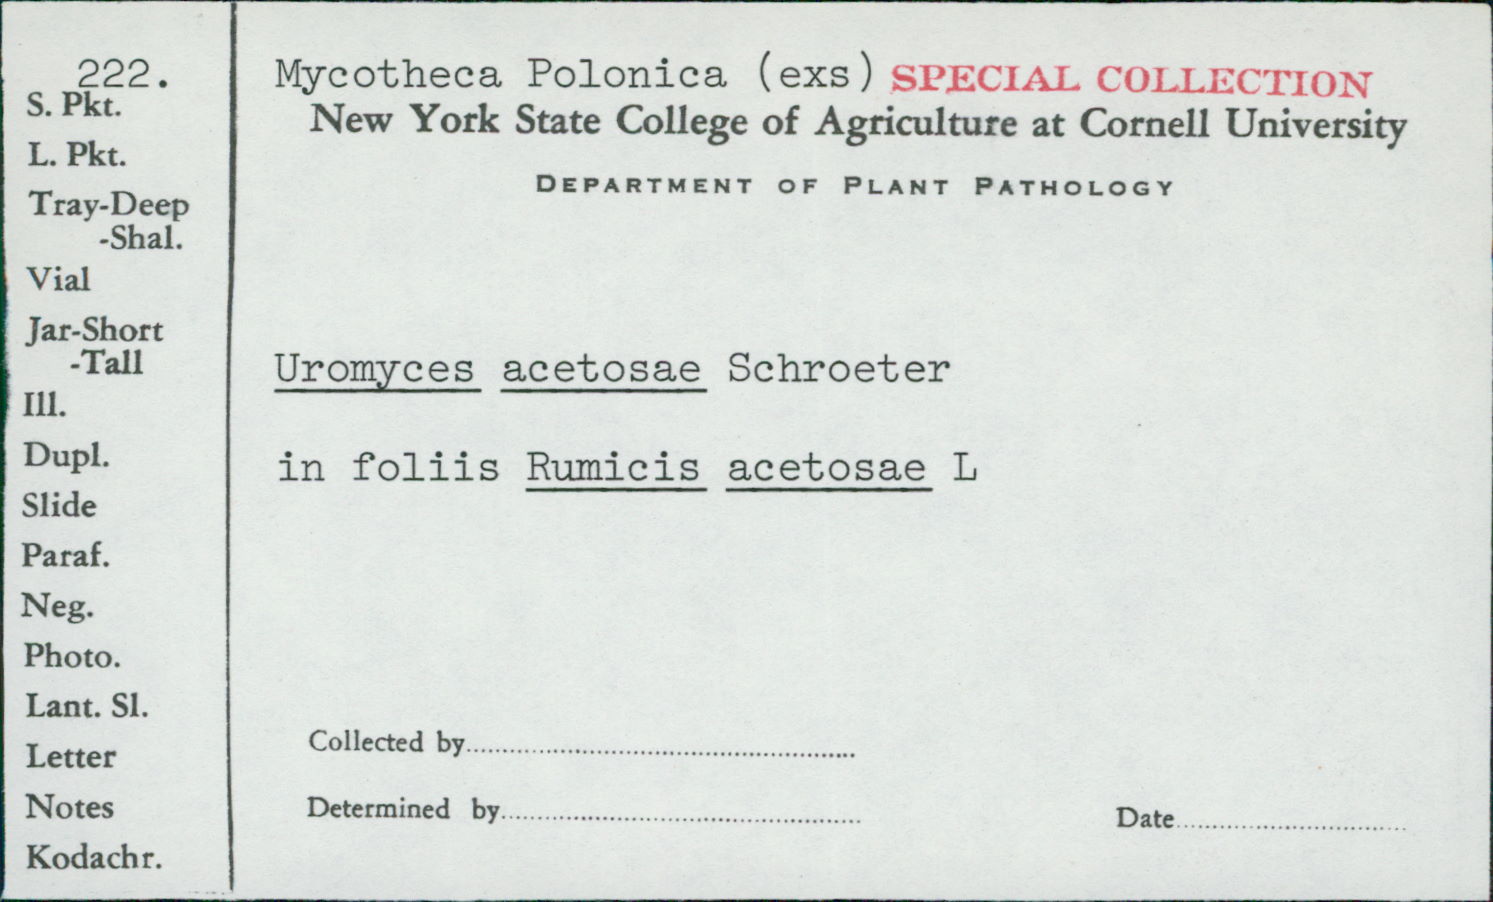 222.
S. Pkt.
L. Pkt.
Tray-Deep
-Shal.
Vial
Jar-Short
-Tall
Ill.
Dupl.
Slide
Paraf.
Neg.
Photo.
Lant. Sl.
Letter
Notes
Kodachr.
Mycotheca Polonica (exs) SPECIAL COLLECTION
New York State College of Agriculture at Cornell University
DEPARTMENT OF PLANT PATHOLOGY
Uromyces acetosae Schroeter
in foliis Rumicis acetosae L
Collected by
Determined by
Date